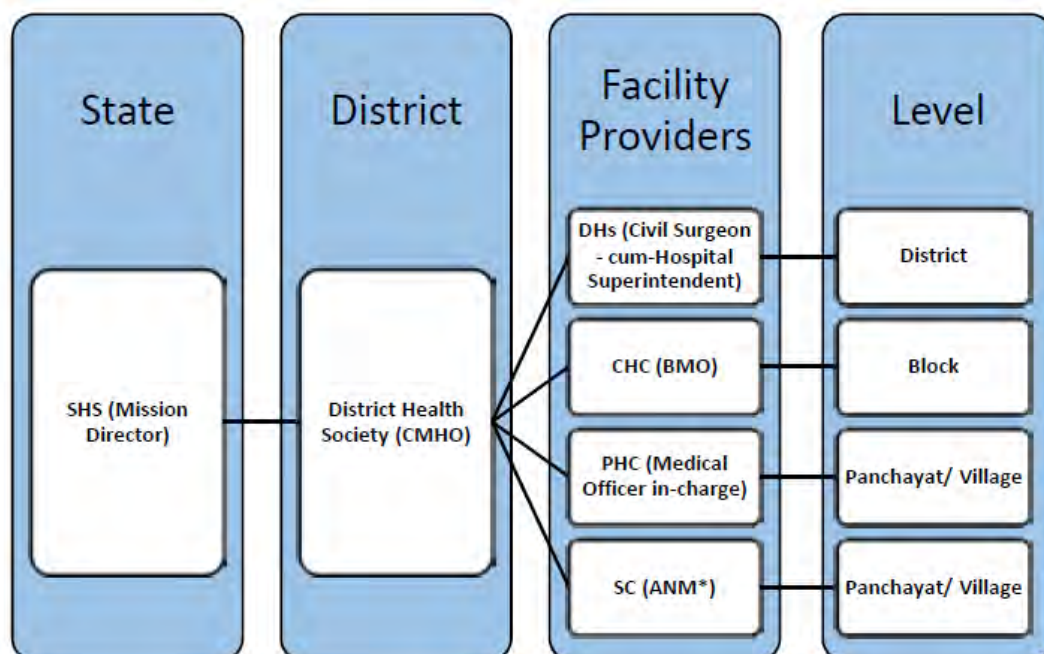 State
SHS (Mission
Director)
District
District Health
Society (CMHO)
Facility
Providers
DHs (Civil Surgeon
- cum-Hospital
Superintendent)
CHC (BMO)
PHC (Medical
Officer in-charge)
SC (ANM*)
Level
District
Block
Panchayat/ Village
Panchayat/ Village